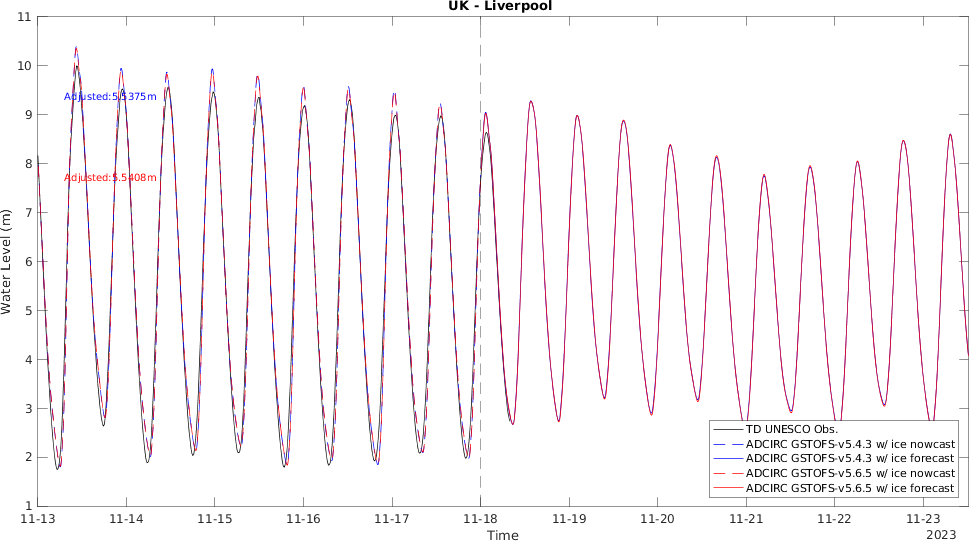 UK - Liverpool
11
10
9
8
7
6
5
4
3
2
1
Water Level (m)
Adjusted:5.5375m
Adjusted:5.5408m
TD UNESCO Obs.
ADCIRC GSTOFS-v5.4.3 w/ ice nowcast
ADCIRC GSTOFS-v5.4.3 w/ ice forecast
ADCIRC GSTOFS-v5.6.5 w/ ice nowcast
ADCIRC GSTOFS-v5.6.5 w/ ice forecast
11-13 11-14 11-15 11-16 11-17 11-18 11-19 11-20 11-21 11-22 11-23
Time
2023